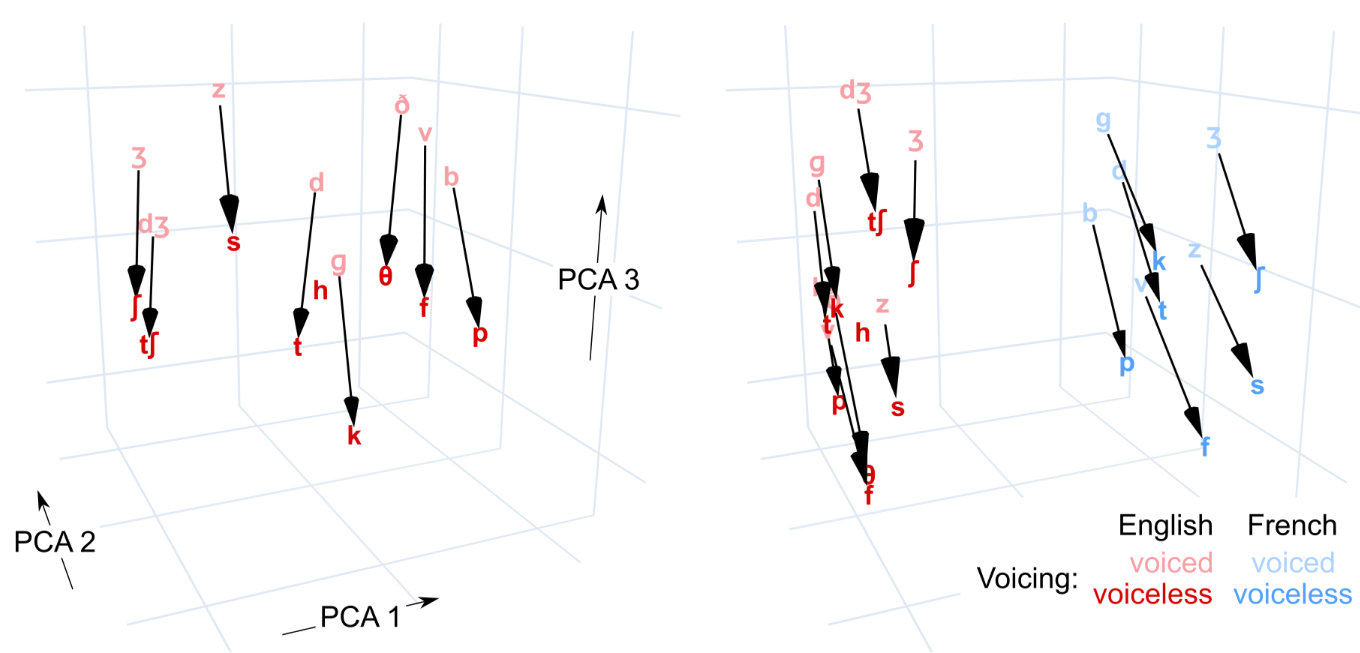 z
ð
v
ʒ
b
d
dʒ
s
g
θ
h
ʃ
f
p
tʃ
t
k
PCA 3
PCA 2
PCA 1
dʒ
g
ʒ
ʒ
g
d
d
b
tʃ
z
k
ʃ
ʃ
v
z
k
t
t
h
v
p
s
p
s
f
θ
f
English French
voiced voiced
Voicing:
voiceless voiceless